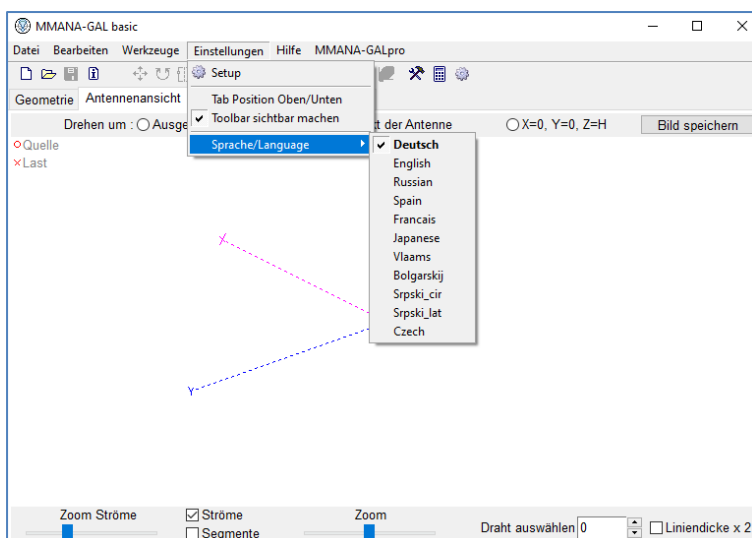 MMANA-GAL basic
Datei Bearbeiten Werkzeuge Einstellungen Hilfe MMANA-GALpro
Setup
Geometrie Antennenansicht
Tab Position Oben/Unten
Toolbar sichtbar machen
Drehen um : der Antenne X=0, Y=0, Z=H Bild speichern
Quelle
Last
Sprache/Language
Deutsch
English
Russian
Spain
Francais
Japanese
Vlaams
Bolgarskij
Srpski_cir
Srpski_lat
Czech
X
Y
Zoom Ströme Ströme Zoom
Segmente
Draht auswählen 0 Liniendicke x 2